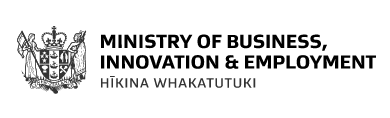 MINISTRY OF BUSINESS,
INNOVATION & EMPLOYMENT
HĪKINA WHAKATUTUKI